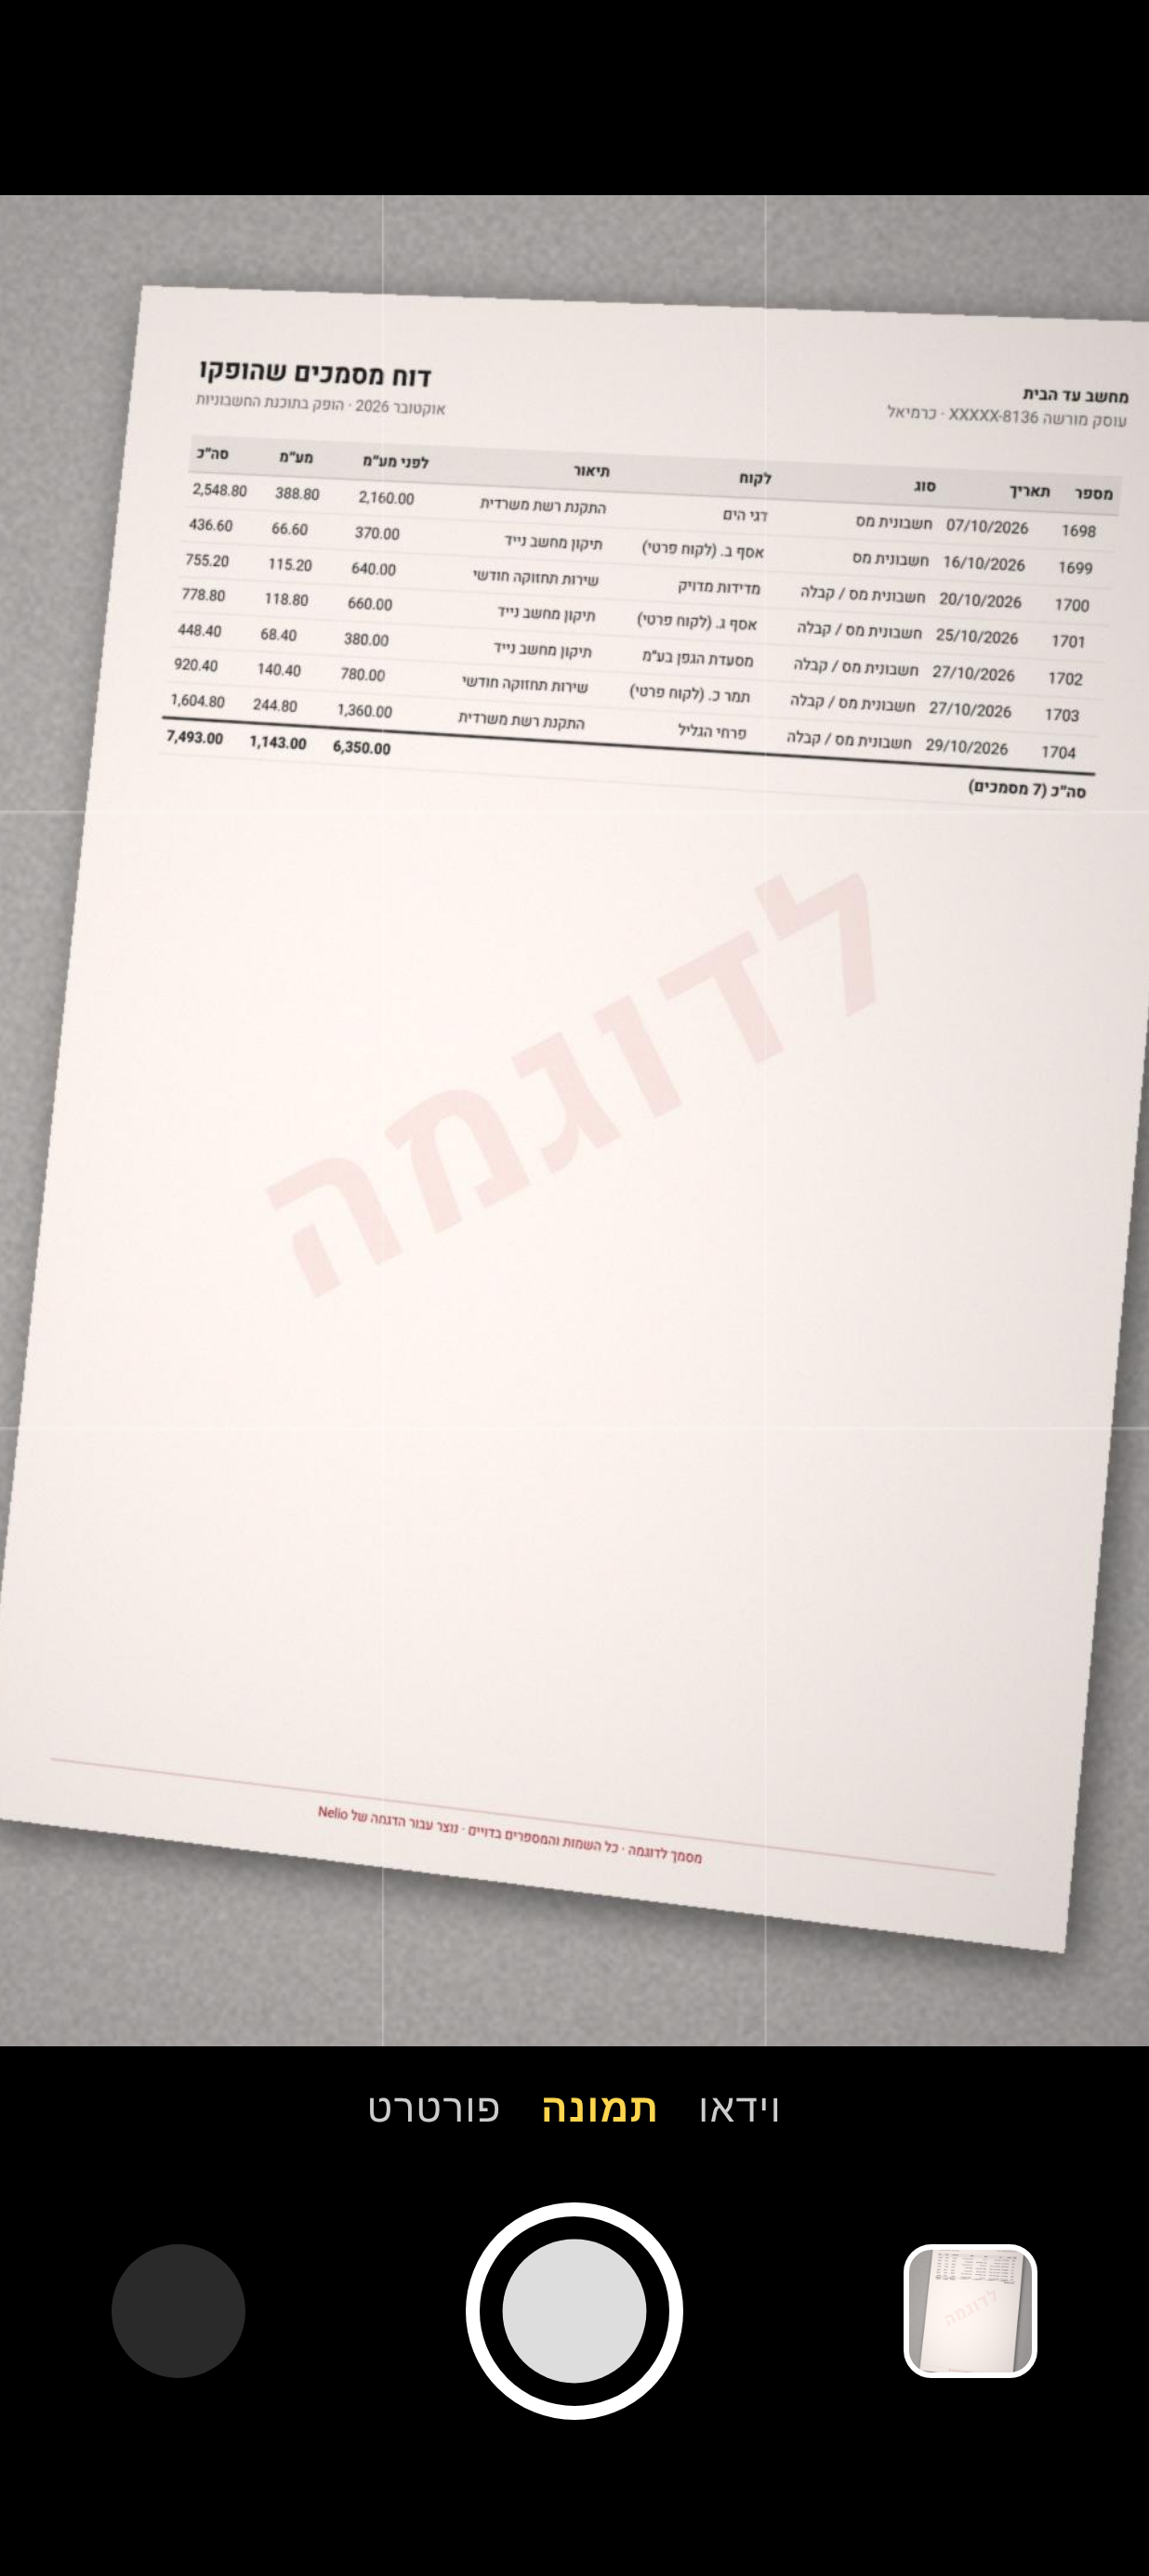 דוח מסמכים שהופקו
מחשב עד הבית
אוקטובר 2026 · הופק בתוכנת החשבוניות
עוסק מורשה XXXXX-8136 · כרמיאל
מספר תאריך סוג לקוח תיאור לפני מע״מ מע״מ סה״כ
1698 07/10/2026 חשבונית מס דגי הים התקנת רשת משרדית 2,160.00 388.80 2,548.80
1699 16/10/2026 חשבונית מס אסף ב. (לקוח פרטי) תיקון מחשב נייד 370.00 66.60 436.60
1700 20/10/2026 חשבונית מס / קבלה מדידות מדויק שירות תחזוקה חודשי 640.00 115.20 755.20
1701 25/10/2026 חשבונית מס / קבלה אסף ג. (לקוח פרטי) תיקון מחשב נייד 660.00 118.80 778.80
1702 27/10/2026 חשבונית מס / קבלה מסעדת הגפן בע״מ תיקון מחשב נייד 380.00 68.40 448.40
1703 27/10/2026 חשבונית מס / קבלה תמר כ. (לקוח פרטי) שירות תחזוקה חודשי 780.00 140.40 920.40
1704 29/10/2026 חשבונית מס / קבלה פרחי הגליל התקנת רשת משרדית 1,360.00 244.80 1,604.80
סה״כ (7 מסמכים) 6,350.00 1,143.00 7,493.00
לדוגמה
מסמך לדוגמה · כל השמות והמספרים בדויים · נוצר עבור הדגמה של Nelio
וידאו תמונה פורטרט